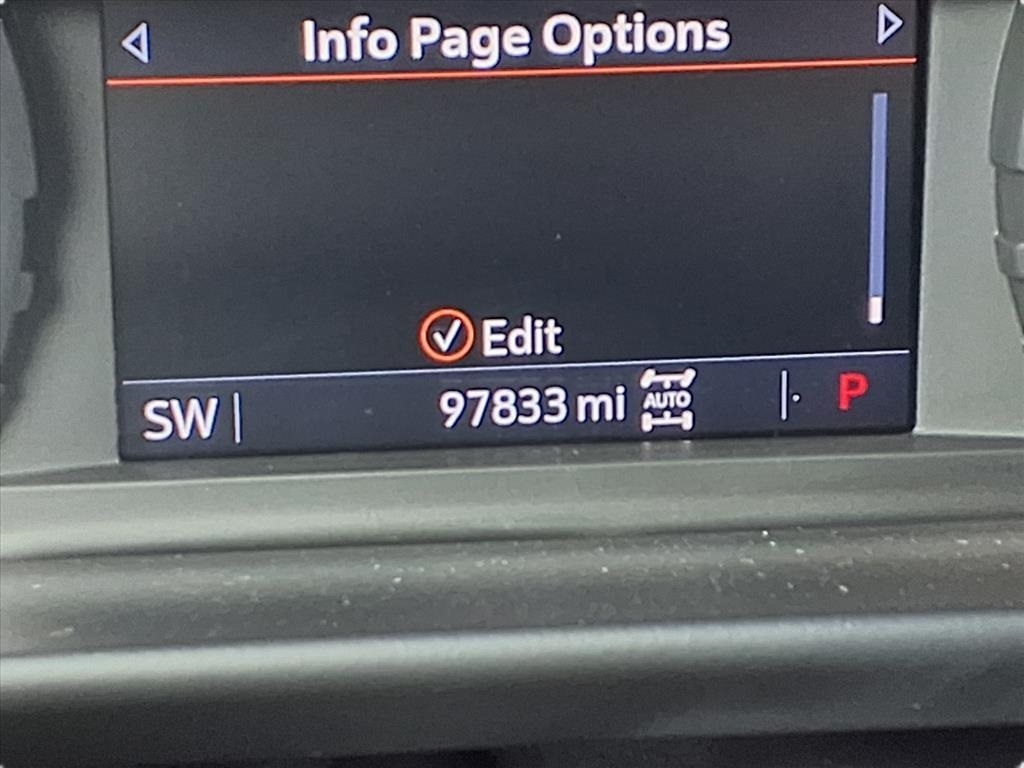 Info Page Options
Edit
SW 97833 mi AUTO P